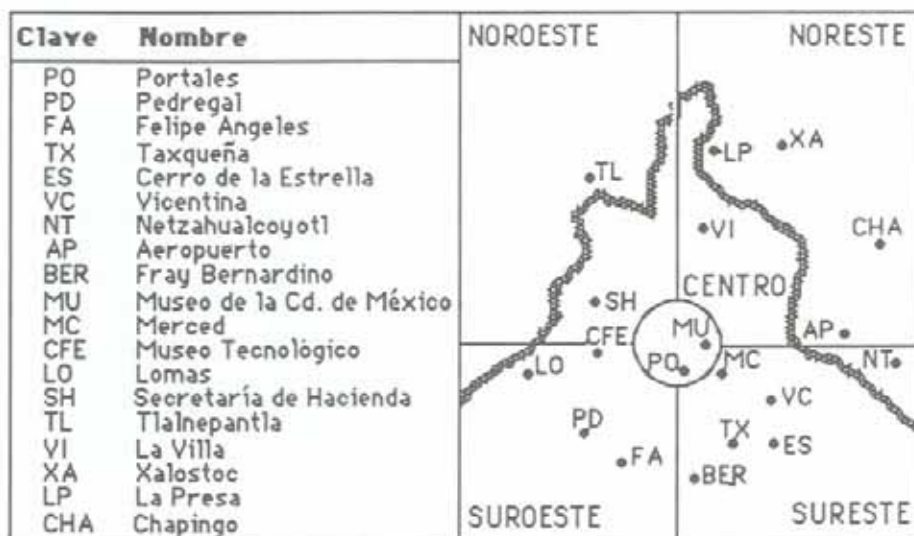 Clave Nombre
PO Portales
PD Pedregal
FA Felipe Angeles
TX Taxqueña
ES Cerro de la Estrella
VC Vicentina
NT Netzahualcoyotl
AP Aeropuerto
BER Fray Bernardino
MU Museo de la Cd. de México
MC Merced
CFE Museo Tecnològico
LO Lomas
SH Secretaría de Hacienda
TL Tlalnepantla
VI La Villa
XA Xalostoc
LP La Presa
CHA Chapingo
NOROESTE NORESTE
XA
LP
TL
VI
CHA
CENTRO
SH
MU
AP
CFE
PO
MC
NT
LO
VC
PD
TX
ES
FA
BER
SUROESTE SURESTE